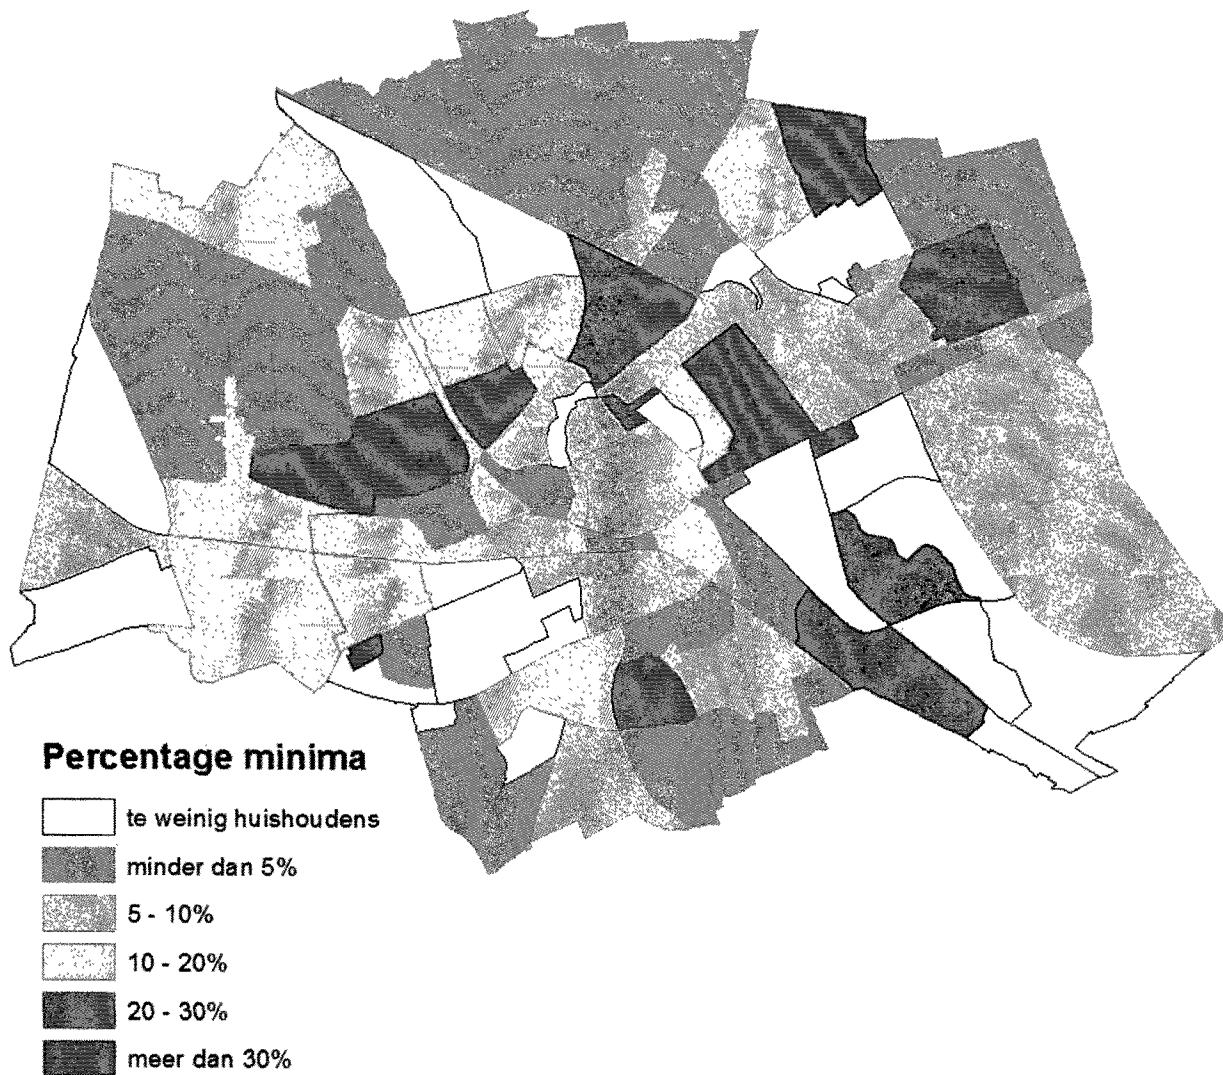 Percentage minima
te weinig huishoudens
minder dan 5%
5 - 10%
10 - 20%
20 - 30%
meer dan 30%